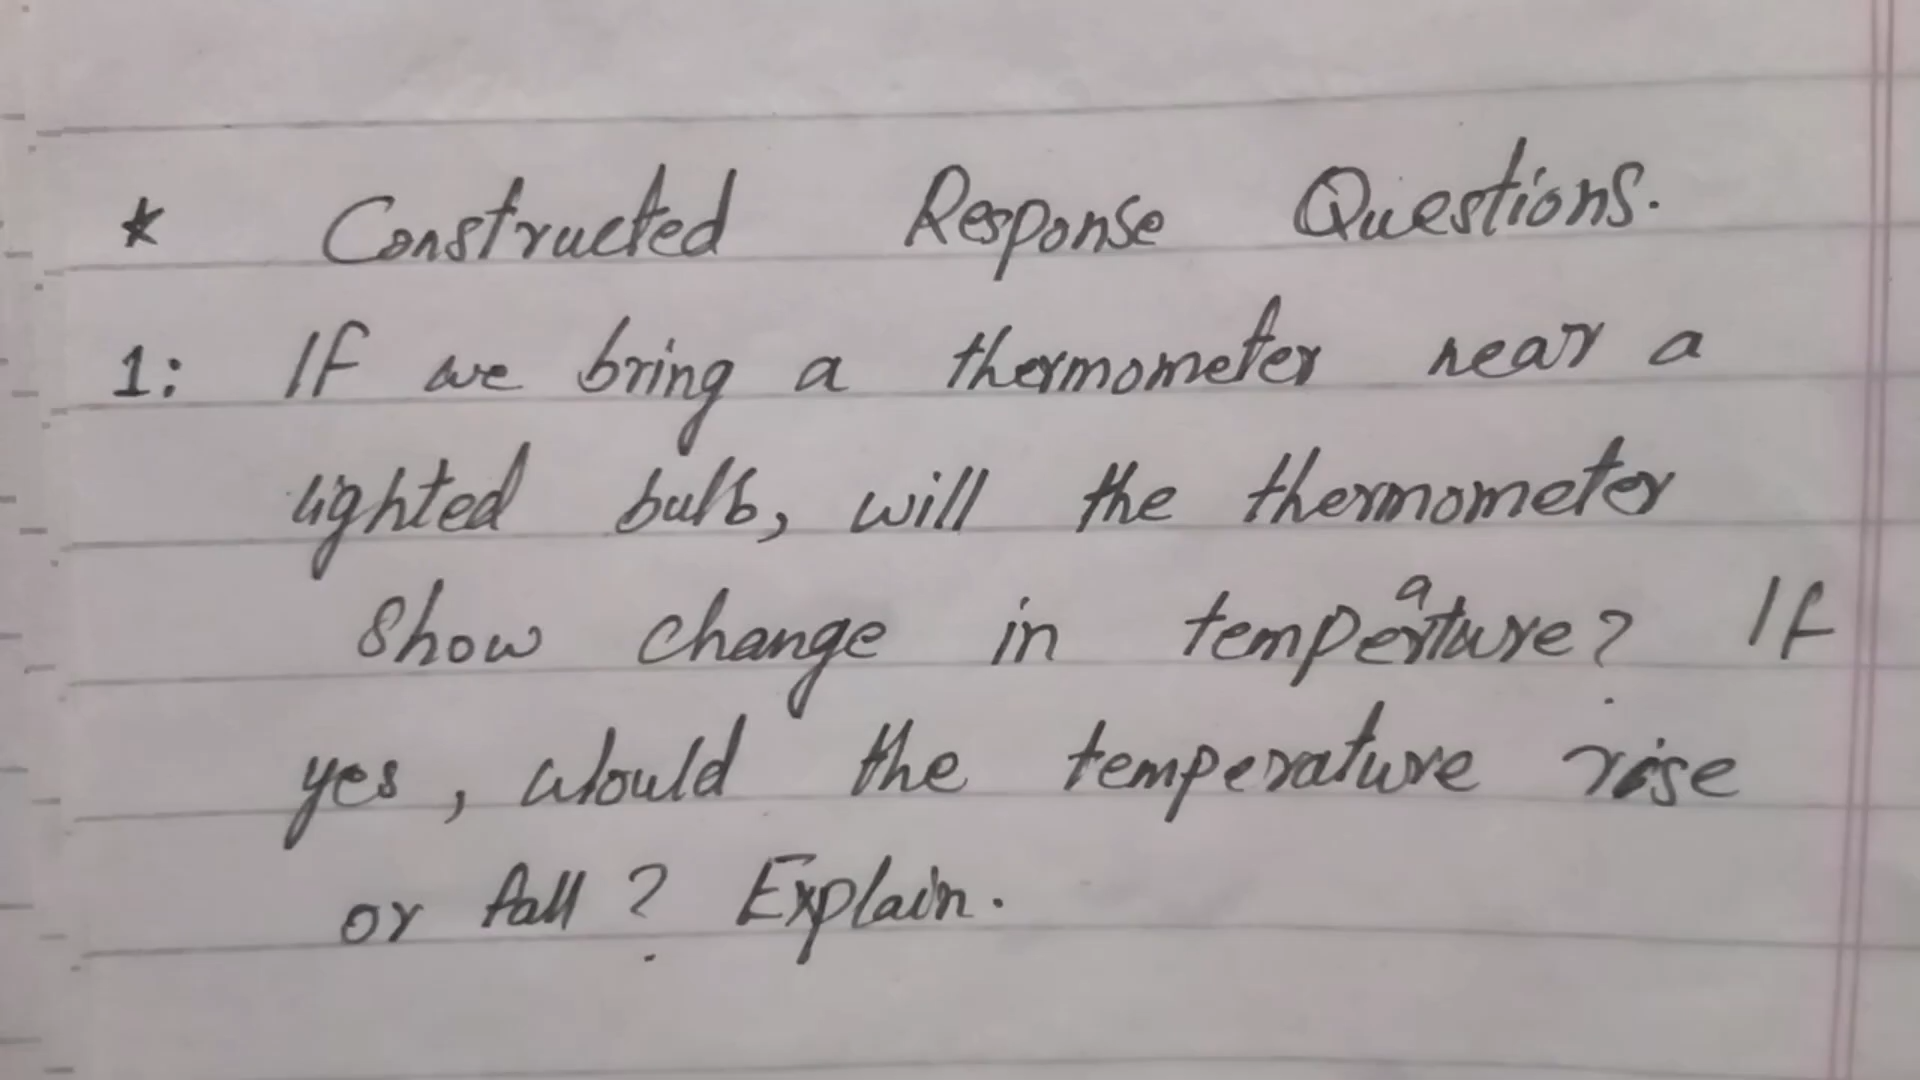 * Constructed Response Questions.
1: If we bring a thermometer near a
lighted bulb, will the thermometer
show change in temperature? If
yes, would the temperature rise
or fall? Explain.